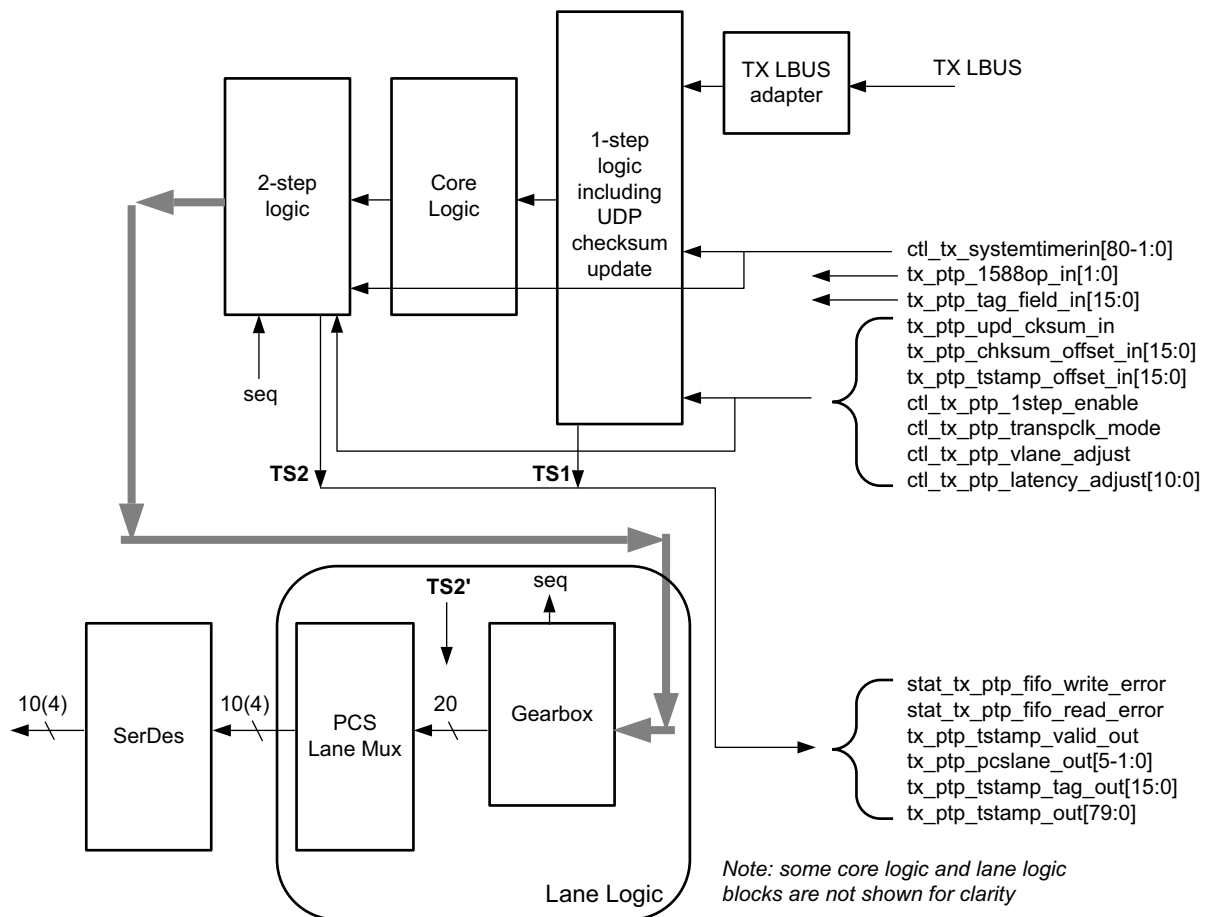 TX LBUS
adapter
TX LBUS
2-step
logic
Core
Logic
1-step
logic
including
UDP
checksum
update
ctl_tx_systemtimerin[80-1:0]
tx_ptp_1588op_in[1:0]
tx_ptp_tag_field_in[15:0]
tx_ptp_upd_cksum_in
tx_ptp_chksum_offset_in[15:0]
tx_ptp_tstamp_offset_in[15:0]
ctl_tx_ptp_1step_enable
ctl_tx_ptp_transpclk_mode
ctl_tx_ptp_vlane_adjust
ctl_tx_ptp_latency_adjust[10:0]
seq
TS2
TS1
TS2'
seq
10(4)
SerDes
10(4)
PCS
Lane Mux
20
Gearbox
Lane Logic
stat_tx_ptp_fifo_write_error
stat_tx_ptp_fifo_read_error
tx_ptp_tstamp_valid_out
tx_ptp_pcslane_out[5-1:0]
tx_ptp_tstamp_tag_out[15:0]
tx_ptp_tstamp_out[79:0]
Note: some core logic and lane logic
blocks are not shown for clarity